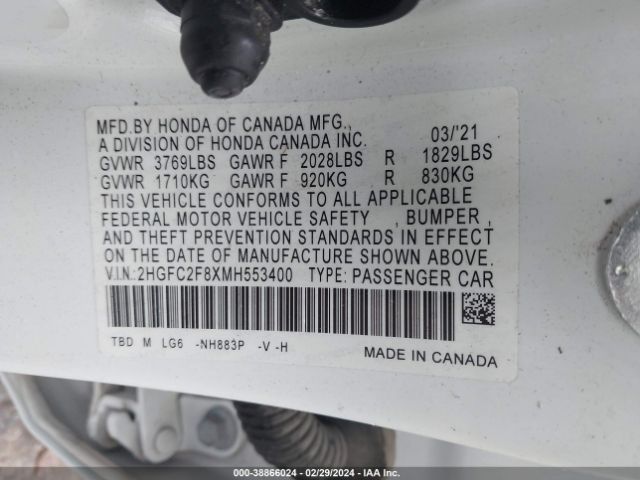 MFD.BY HONDA OF CANADA MFG., 03/'21
A DIVISION OF HONDA CANADA INC.
GVWR 3769LBS GAWR F 2028LBS R 1829LBS
GVWR 1710KG GAWR F 920KG R 830KG
THIS VEHICLE CONFORMS TO ALL APPLICABLE
FEDERAL MOTOR VEHICLE SAFETY , BUMPER ,
AND THEFT PREVENTION STANDARDS IN EFFECT
ON THE DATE OF MANUFACTURE SHOWN ABOVE.
V.I.N.:2HGFC2F8XMH553400 TYPE: PASSENGER CAR
TBD M LG6 -NH883P -V -H
MADE IN CANADA
000-38866024 - 02/29/2024 - IAA Inc.